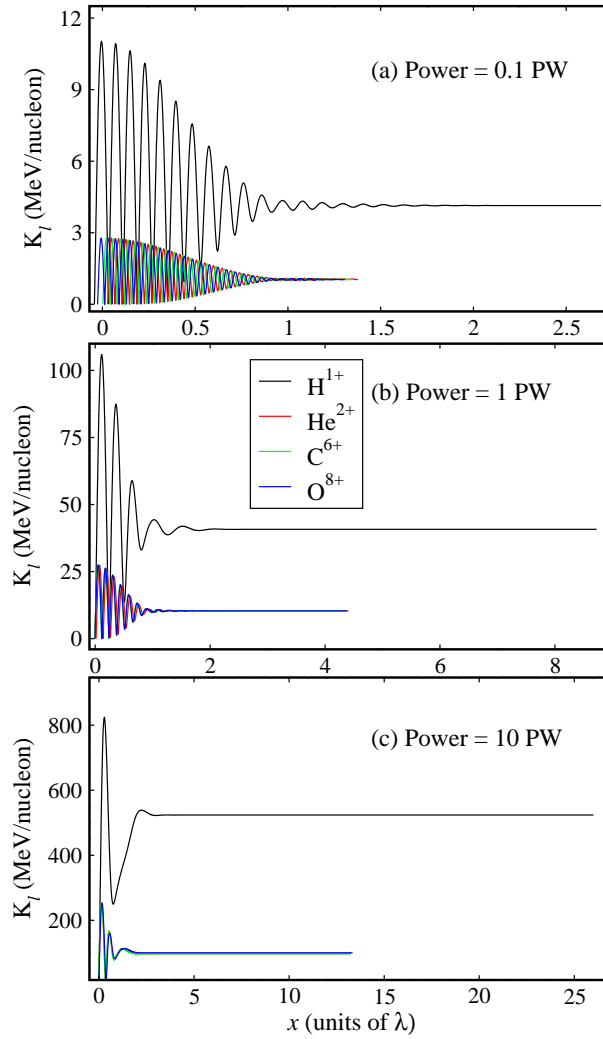 12
(a) Power = 0.1 PW
9
6
3
0
K_l (MeV/nucleon)
0 0.5 1 1.5 2 2.5
100
(b) Power = 1 PW
75
50
25
0
K_l (MeV/nucleon)
H^1+
He^2+
C^6+
O^8+
0 2 4 6 8
800
(c) Power = 10 PW
600
400
200
K_l (MeV/nucleon)
0 5 10 15 20 25
x (units of λ)